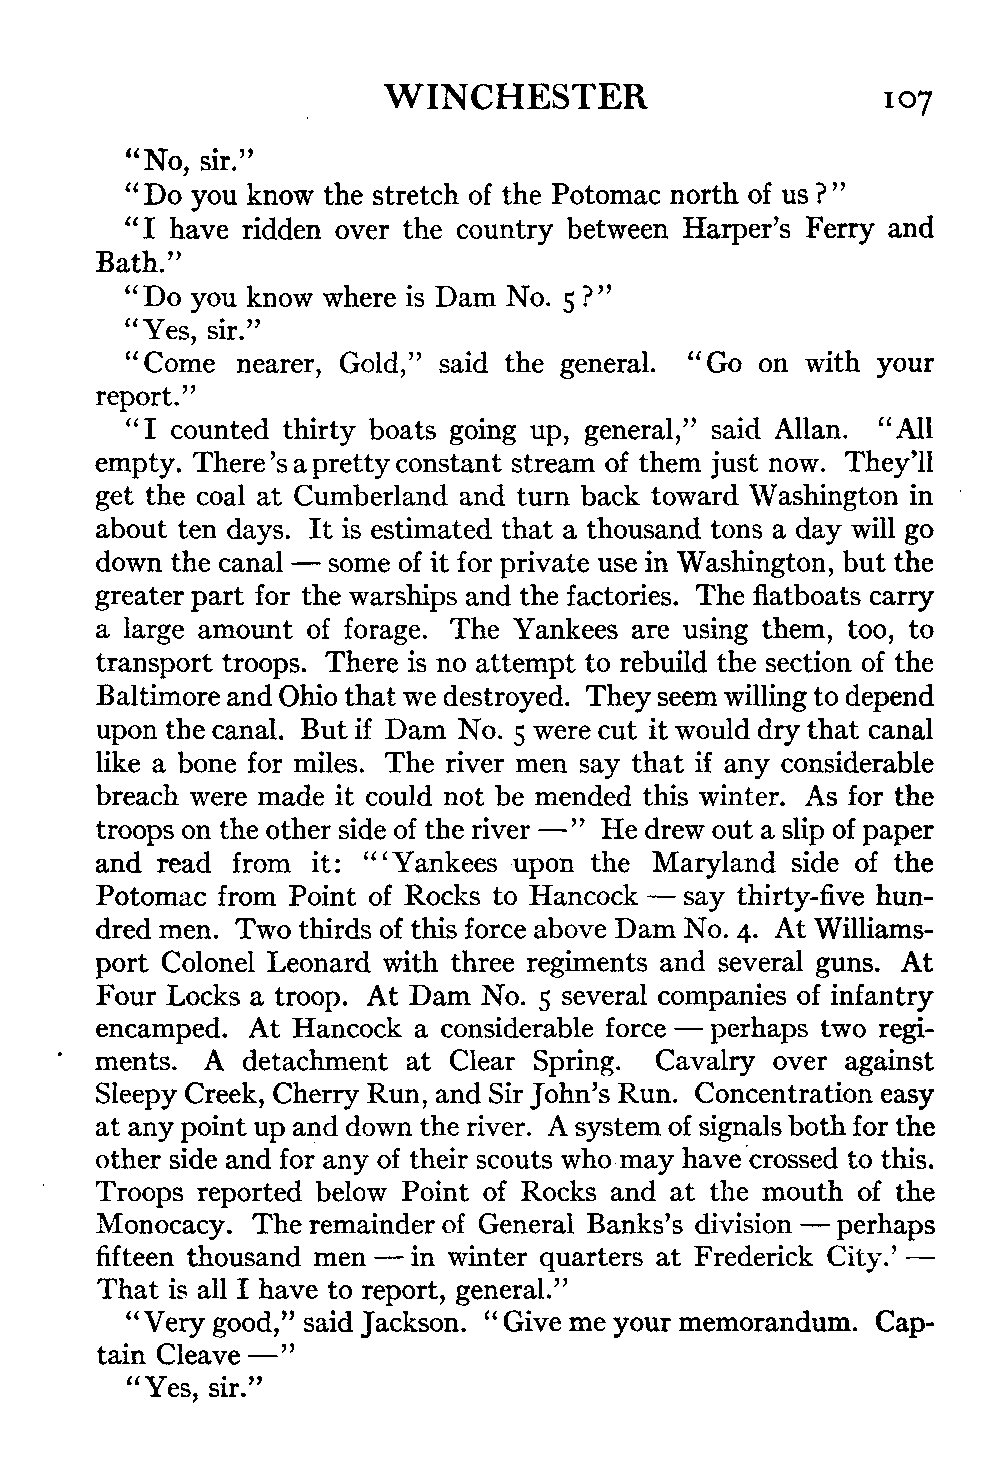 WINCHESTER 107
“No, sir.”
“Do you know the stretch of the Potomac north of us?”
“I have ridden over the country between Harper’s Ferry and
Bath.”
“Do you know where is Dam No. 5?”
“Yes, sir.”
“Come nearer, Gold,” said the general. “Go on with your
report.”
“I counted thirty boats going up, general,” said Allan. “All
empty. There’s a pretty constant stream of them just now. They’ll
get the coal at Cumberland and turn back toward Washington in
about ten days. It is estimated that a thousand tons a day will go
down the canal — some of it for private use in Washington, but the
greater part for the warships and the factories. The flatboats carry
a large amount of forage. The Yankees are using them, too, to
transport troops. There is no attempt to rebuild the section of the
Baltimore and Ohio that we destroyed. They seem willing to depend
upon the canal. But if Dam No. 5 were cut it would dry that canal
like a bone for miles. The river men say that if any considerable
breach were made it could not be mended this winter. As for the
troops on the other side of the river —” He drew out a slip of paper
and read from it: “‘Yankees upon the Maryland side of the
Potomac from Point of Rocks to Hancock — say thirty-five hun-
dred men. Two thirds of this force above Dam No. 4. At Williams-
port Colonel Leonard with three regiments and several guns. At
Four Locks a troop. At Dam No. 5 several companies of infantry
encamped. At Hancock a considerable force — perhaps two regi-
ments. A detachment at Clear Spring. Cavalry over against
Sleepy Creek, Cherry Run, and Sir John’s Run. Concentration easy
at any point up and down the river. A system of signals both for the
other side and for any of their scouts who may have crossed to this.
Troops reported below Point of Rocks and at the mouth of the
Monocacy. The remainder of General Banks’s division — perhaps
fifteen thousand men — in winter quarters at Frederick City.’ —
That is all I have to report, general.”
“Very good,” said Jackson. “Give me your memorandum. Cap-
tain Cleave —”
“Yes, sir.”